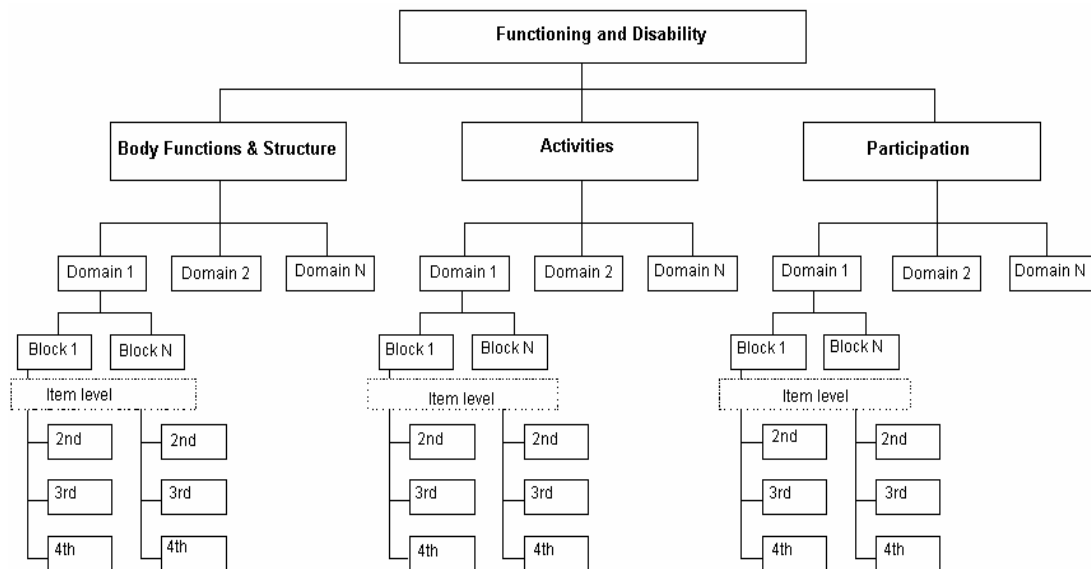 Functioning and Disability
Body Functions & Structure
Activities
Participation
Domain 1
Domain 2
Domain N
Domain 1
Domain 2
Domain N
Domain 1
Domain 2
Domain N
Block 1
Block N
Block 1
Block N
Block 1
Block N
Item level
Item level
Item level
2nd
2nd
2nd
2nd
2nd
2nd
3rd
3rd
3rd
3rd
3rd
3rd
4th
4th
4th
4th
4th
4th